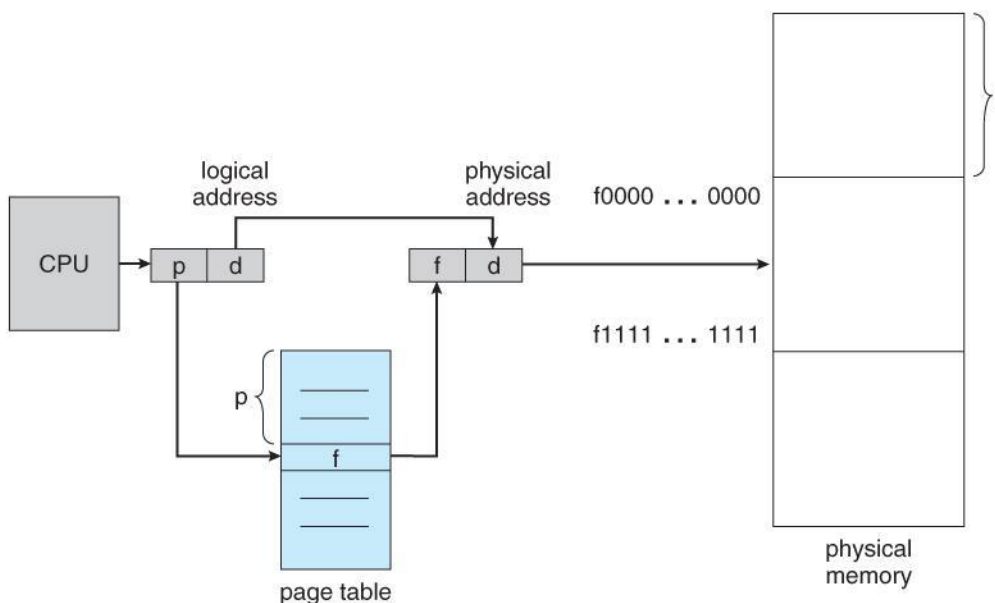 logical
address
physical
address
f0000 ... 0000
CPU
p
d
f
d
f1111 ... 1111
p
f
page table
physical
memory